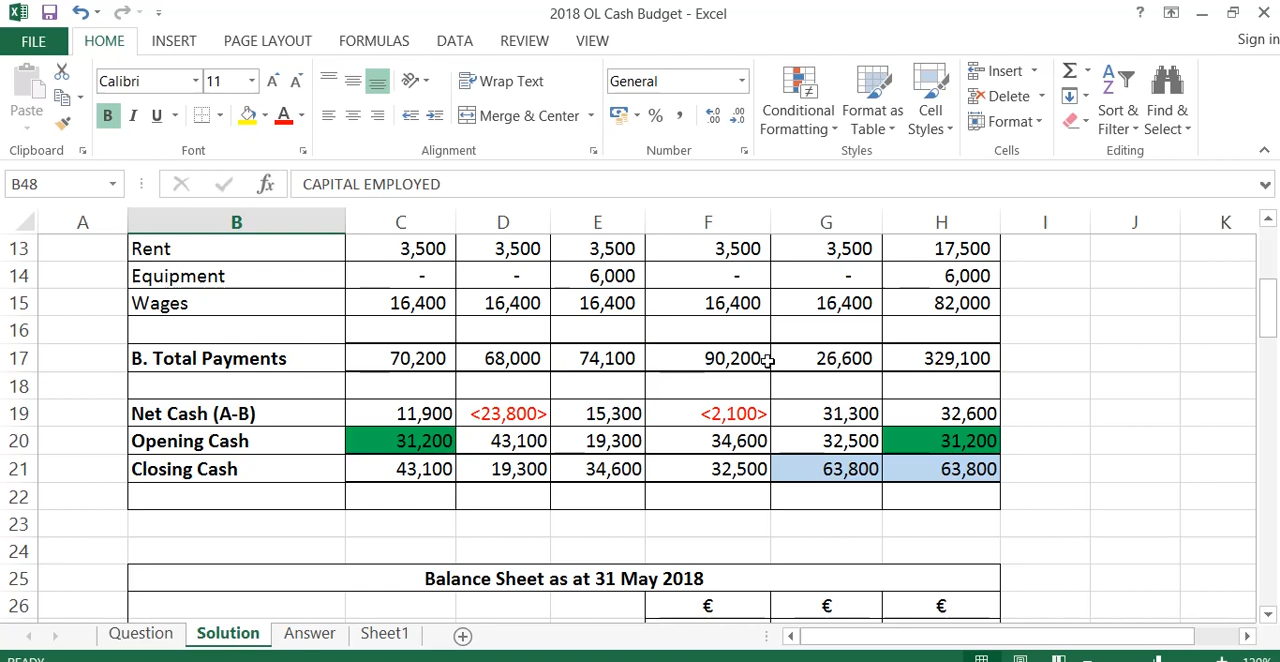 2018 OL Cash Budget - Excel
?
Sign in
FILE HOME INSERT PAGE LAYOUT FORMULAS DATA REVIEW VIEW
Paste
Calibri 11 A A
B I U A
Wrap Text
Merge & Center
General
% ,
Conditional Formatting
Format as Table
Cell Styles
Insert
Delete
Format
Sort & Filter
Find & Select
Clipboard Font Alignment Number Styles Cells Editing
B48 fx CAPITAL EMPLOYED
A B C D E F G H I J K
13 Rent 3,500 3,500 3,500 3,500 3,500 17,500
14 Equipment - - 6,000 - - 6,000
15 Wages 16,400 16,400 16,400 16,400 16,400 82,000
16
17 B. Total Payments 70,200 68,000 74,100 90,200 26,600 329,100
18
19 Net Cash (A-B) 11,900 <23,800> 15,300 <2,100> 31,300 32,600
20 Opening Cash 31,200 43,100 19,300 34,600 32,500 31,200
21 Closing Cash 43,100 19,300 34,600 32,500 63,800 63,800
22
23
24
25 Balance Sheet as at 31 May 2018
26 € € €
Question Solution Answer Sheet1
READY 120%